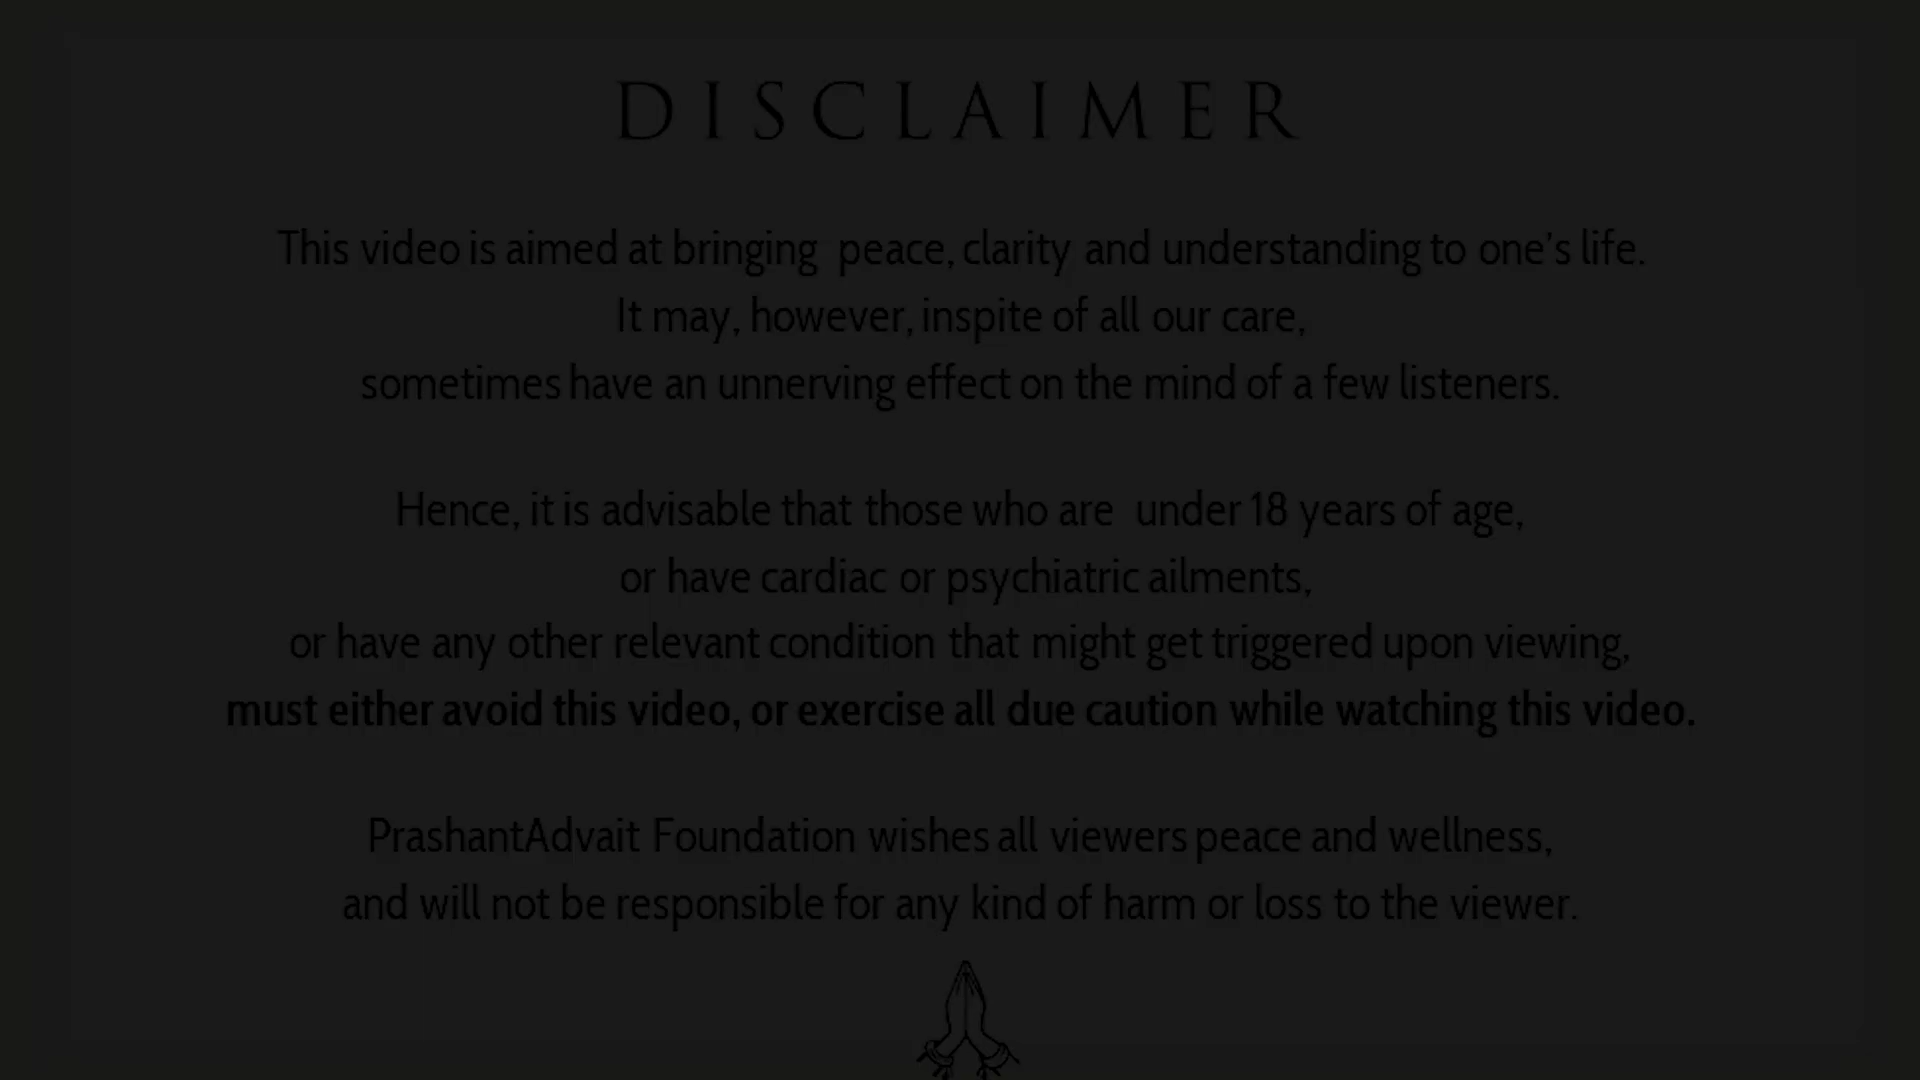 DISCLAIMER
This video is aimed at bringing peace, clarity and understanding to one's life.
It may, however, inspite of all our care,
sometimes have an unnerving effect on the mind of a few listeners.
Hence, it is advisable that those who are under 18 years of age,
or have cardiac or psychiatric ailments,
or have any other relevant condition that might get triggered upon viewing,
must either avoid this video, or exercise all due caution while watching this video.
PrashantAdvait Foundation wishes all viewers peace and wellness,
and will not be responsible for any kind of harm or loss to the viewer.